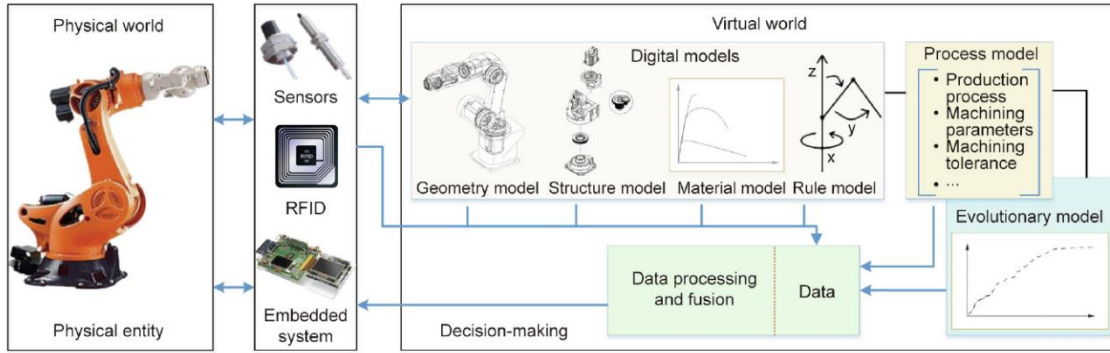 Physical world
Physical entity
Sensors
RFID
RFID
Embedded
system
Virtual world
Digital models
z
y
x
Geometry model
Structure model
Material model
Rule model
Process model
• Production
process
• Machining
parameters
• Machining
tolerance
• ...
Evolutionary model
Data processing
and fusion
Data
Decision-making